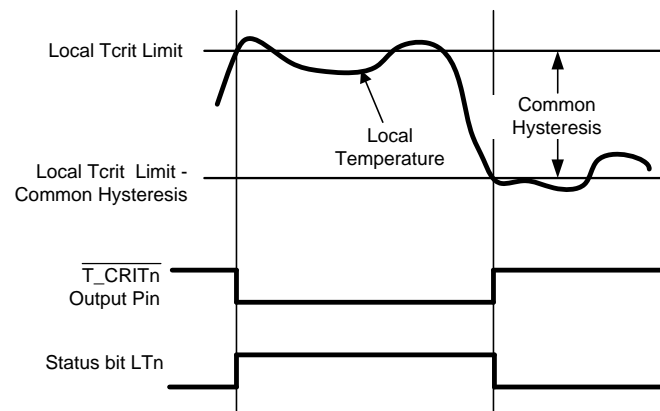 Local Tcrit Limit
Common
Hysteresis
Local
Temperature
Local Tcrit Limit -
Common Hysteresis
T_CRITn
Output Pin
Status bit LTn